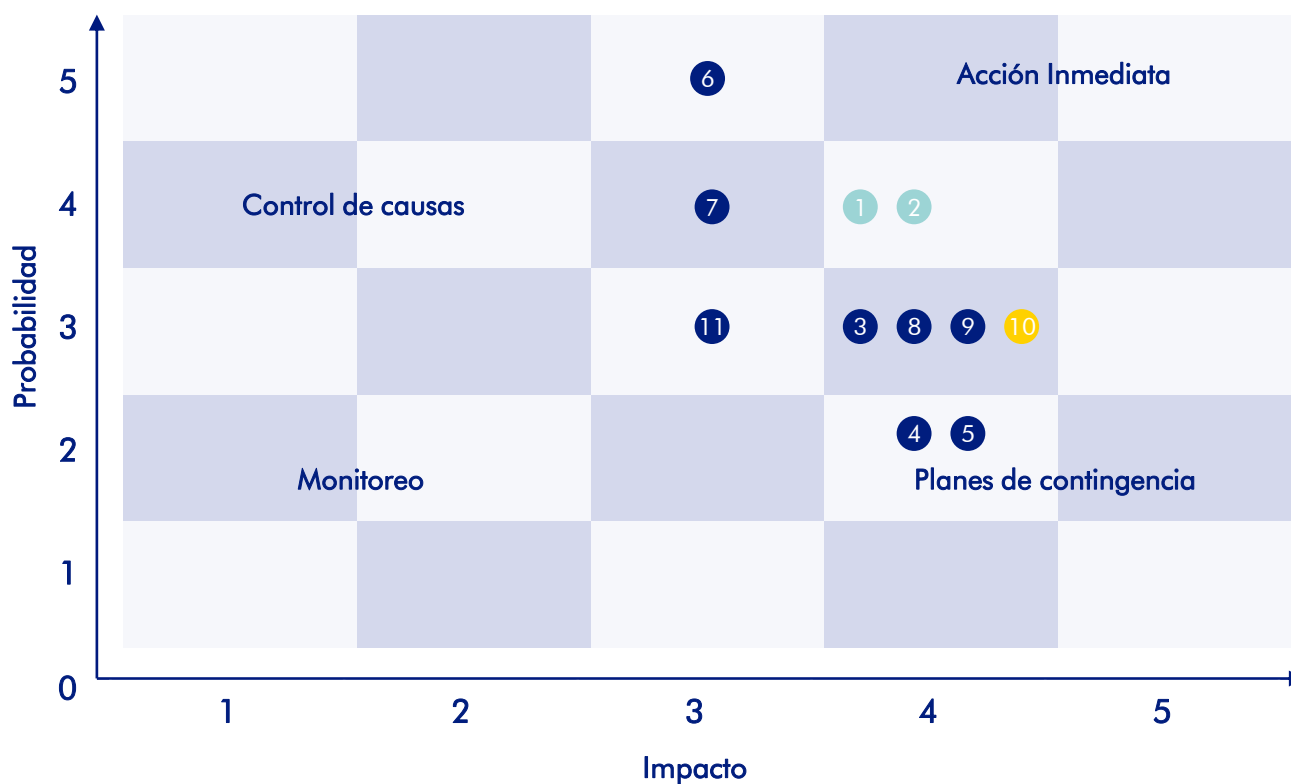 5
6
Acción Inmediata
4
Control de causas
7
1 2
Probabilidad
3
11
3 8 9 10
2
4 5
Monitoreo
Planes de contingencia
1
0
1 2 3 4 5
Impacto